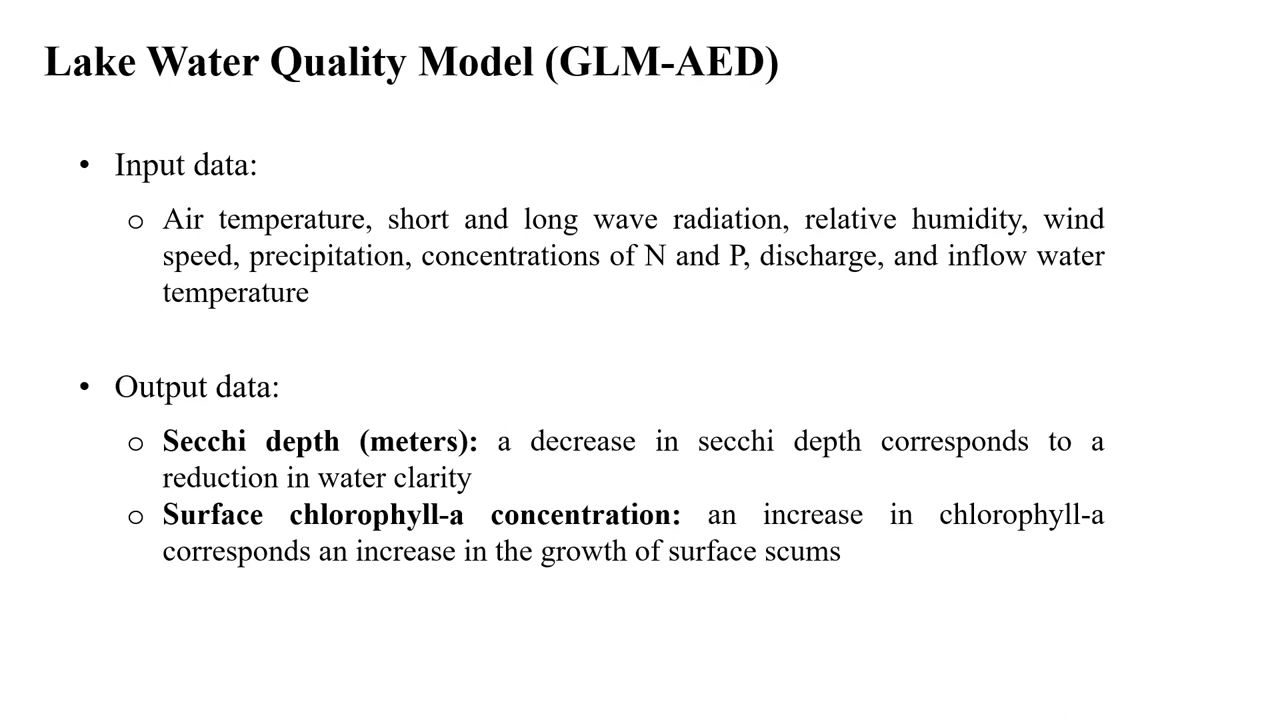 Lake Water Quality Model (GLM-AED)
• Input data:
o Air temperature, short and long wave radiation, relative humidity, wind
speed, precipitation, concentrations of N and P, discharge, and inflow water
temperature
• Output data:
o Secchi depth (meters): a decrease in secchi depth corresponds to a
reduction in water clarity
o Surface chlorophyll-a concentration: an increase in chlorophyll-a
corresponds an increase in the growth of surface scums